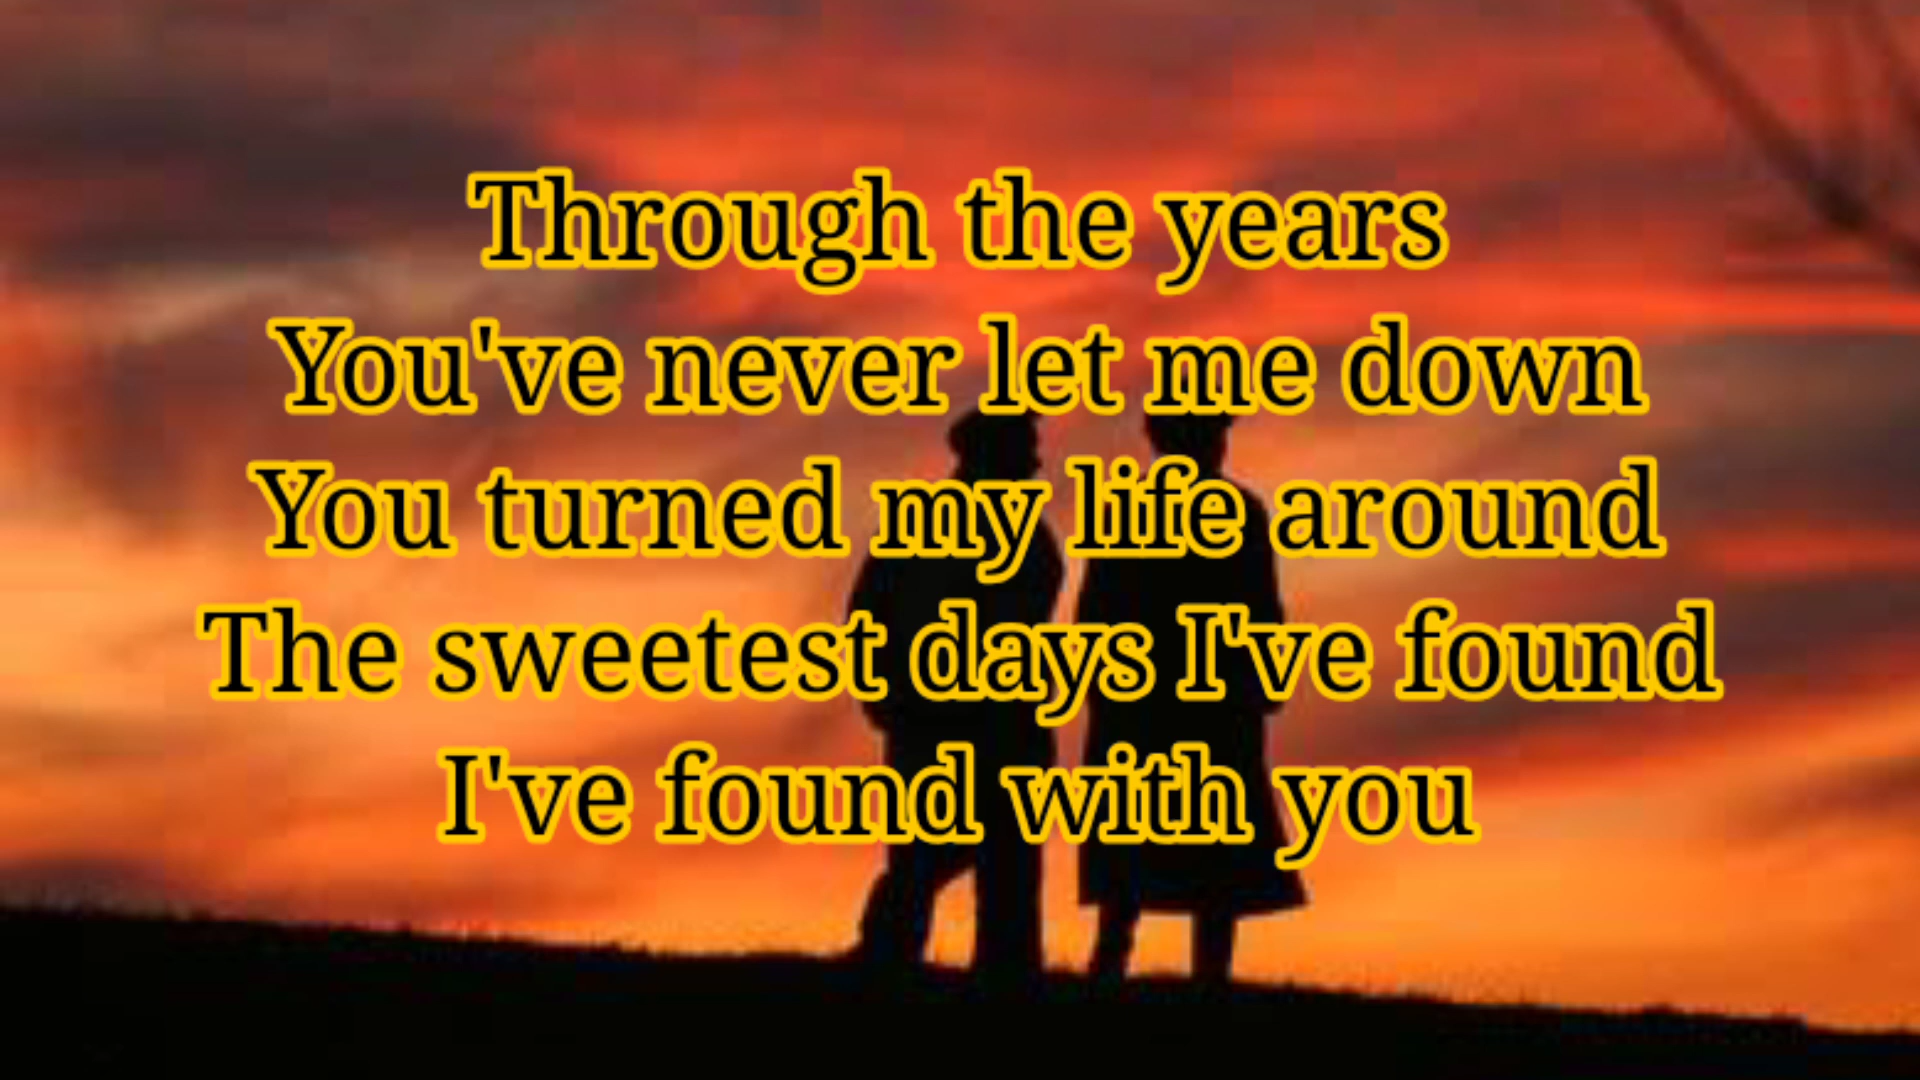 Through the years
You've never let me down
You turned my life around
The sweetest days I've found
I've found with you